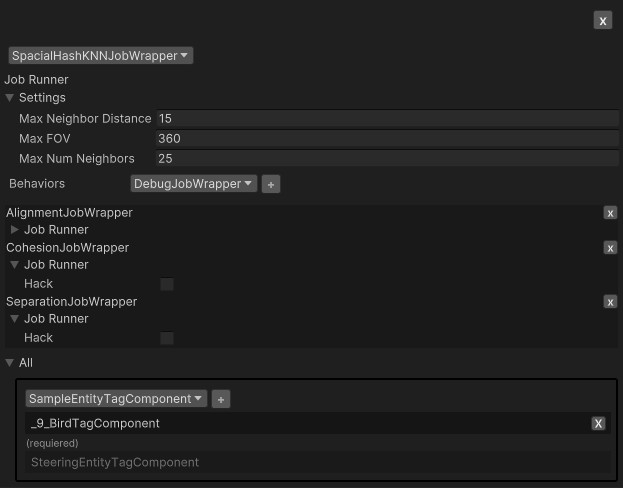 x
SpacialHashKNNJobWrapper
Job Runner
Settings
Max Neighbor Distance 15
Max FOV 360
Max Num Neighbors 25
Behaviors DebugJobWrapper +
AlignmentJobWrapper x
Job Runner
CohesionJobWrapper x
Job Runner
Hack
SeparationJobWrapper x
Job Runner
Hack
All
SampleEntityTagComponent +
_9_BirdTagComponent X
(requiered)
SteeringEntityTagComponent